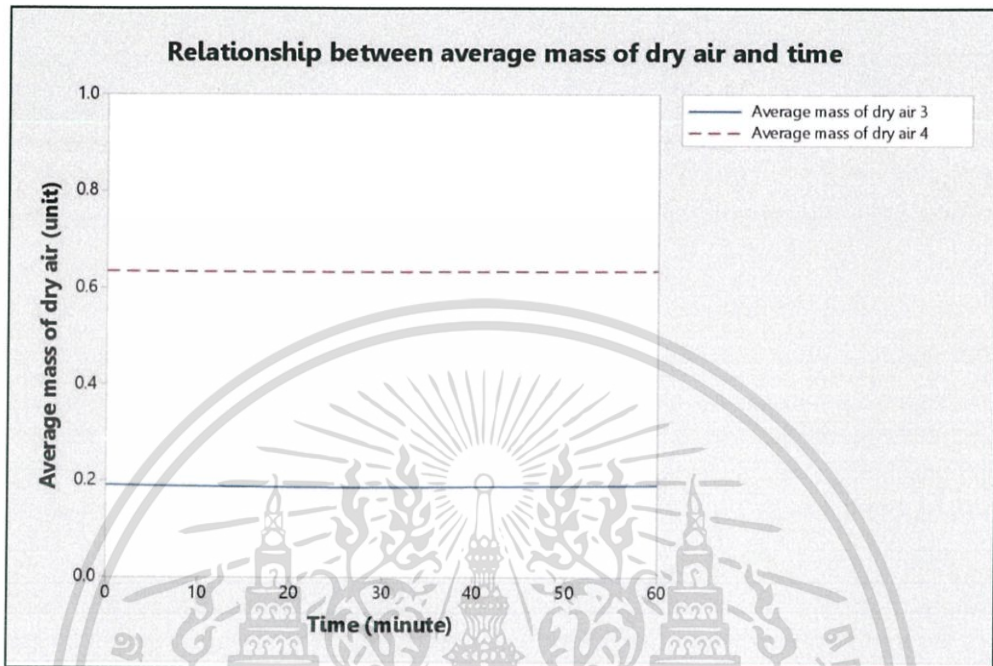 Relationship between average mass of dry air and time
1.0
0.8
0.6
0.4
0.2
0.0
Average mass of dry air (unit)
0 10 20 30 40 50 60
Time (minute)
Average mass of dry air 3
Average mass of dry air 4